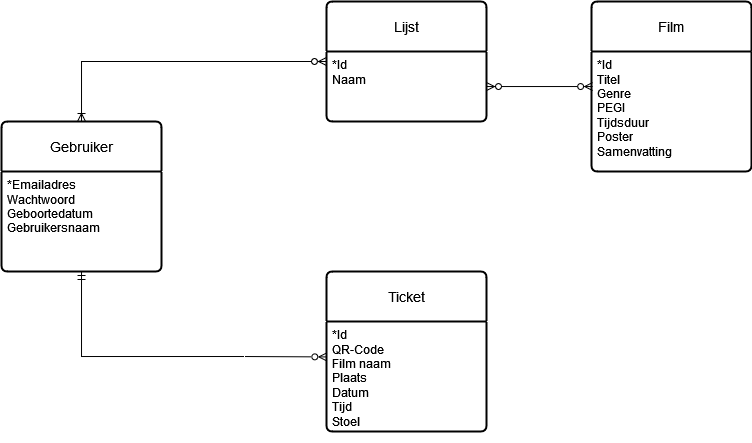 Lijst
*Id
Naam
Film
*Id
Titel
Genre
PEGI
Tijdsduur
Poster
Samenvatting
Gebruiker
*Emailadres
Wachtwoord
Geboortedatum
Gebruikersnaam
Ticket
*Id
QR-Code
Film naam
Plaats
Datum
Tijd
Stoel